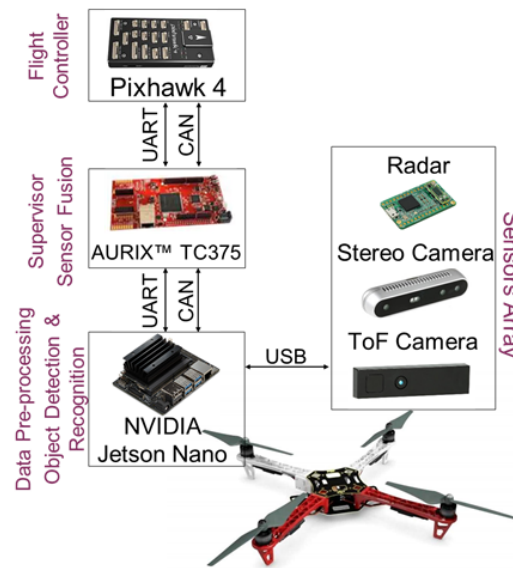 Flight
Controller
Pixhawk 4
UART
CAN
Supervisor
Sensor Fusion
AURIX™ TC375
UART
CAN
Data Pre-processing
Object Detection &
Recognition
NVIDIA
Jetson Nano
USB
Radar
Stereo Camera
ToF Camera
Sensors Array